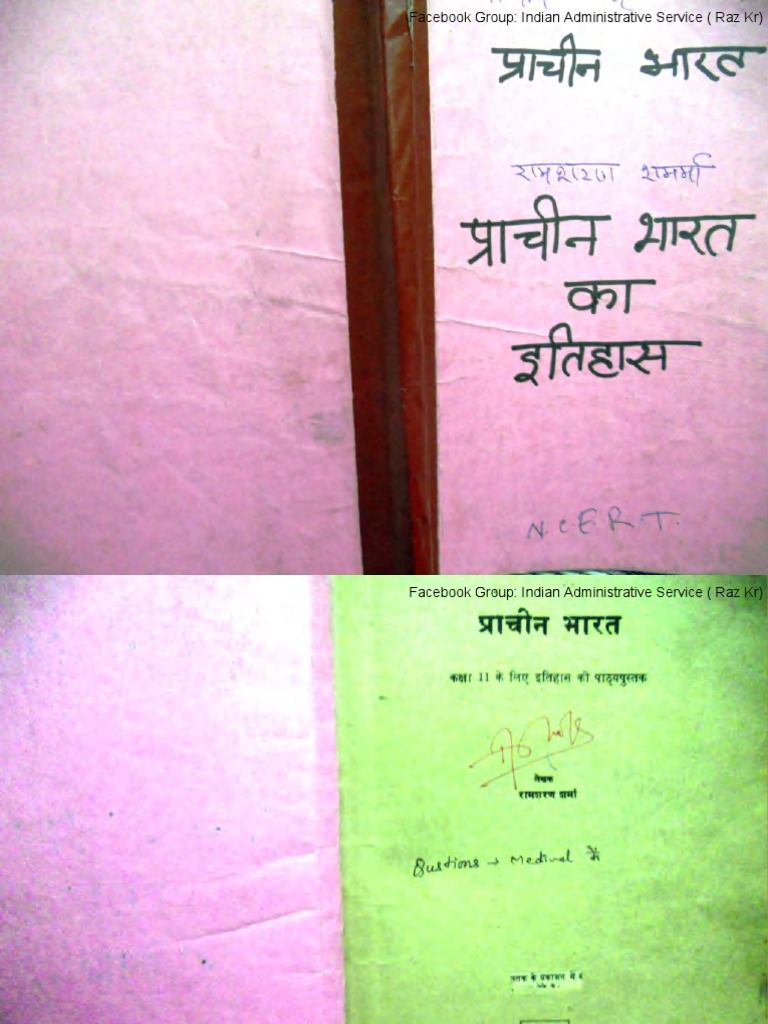 Facebook Group: Indian Administrative Service ( Raz Kr)
प्राचीन भारत
रामशरण शर्मा
प्राचीन भारत
का
इतिहास
N.C.E.R.T.
Facebook Group: Indian Administrative Service ( Raz Kr)
प्राचीन भारत
कक्षा 11 के लिए इतिहास की पाठ्यपुस्तक
लेखक
रामशरण शर्मा
Qustions → Medival में